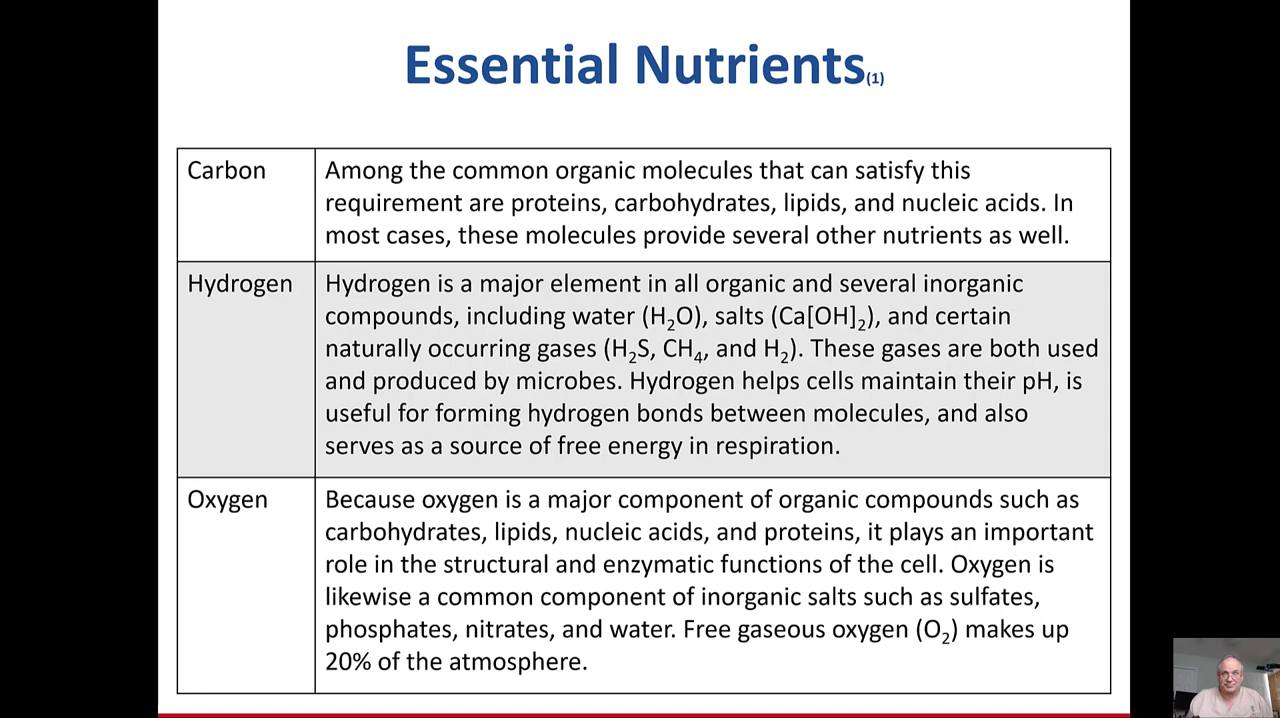 Essential Nutrients(1)
Carbon
Among the common organic molecules that can satisfy this
requirement are proteins, carbohydrates, lipids, and nucleic acids. In
most cases, these molecules provide several other nutrients as well.
Hydrogen
Hydrogen is a major element in all organic and several inorganic
compounds, including water (H₂O), salts (Ca[OH]₂), and certain
naturally occurring gases (H₂S, CH₄, and H₂). These gases are both used
and produced by microbes. Hydrogen helps cells maintain their pH, is
useful for forming hydrogen bonds between molecules, and also
serves as a source of free energy in respiration.
Oxygen
Because oxygen is a major component of organic compounds such as
carbohydrates, lipids, nucleic acids, and proteins, it plays an important
role in the structural and enzymatic functions of the cell. Oxygen is
likewise a common component of inorganic salts such as sulfates,
phosphates, nitrates, and water. Free gaseous oxygen (O₂) makes up
20% of the atmosphere.